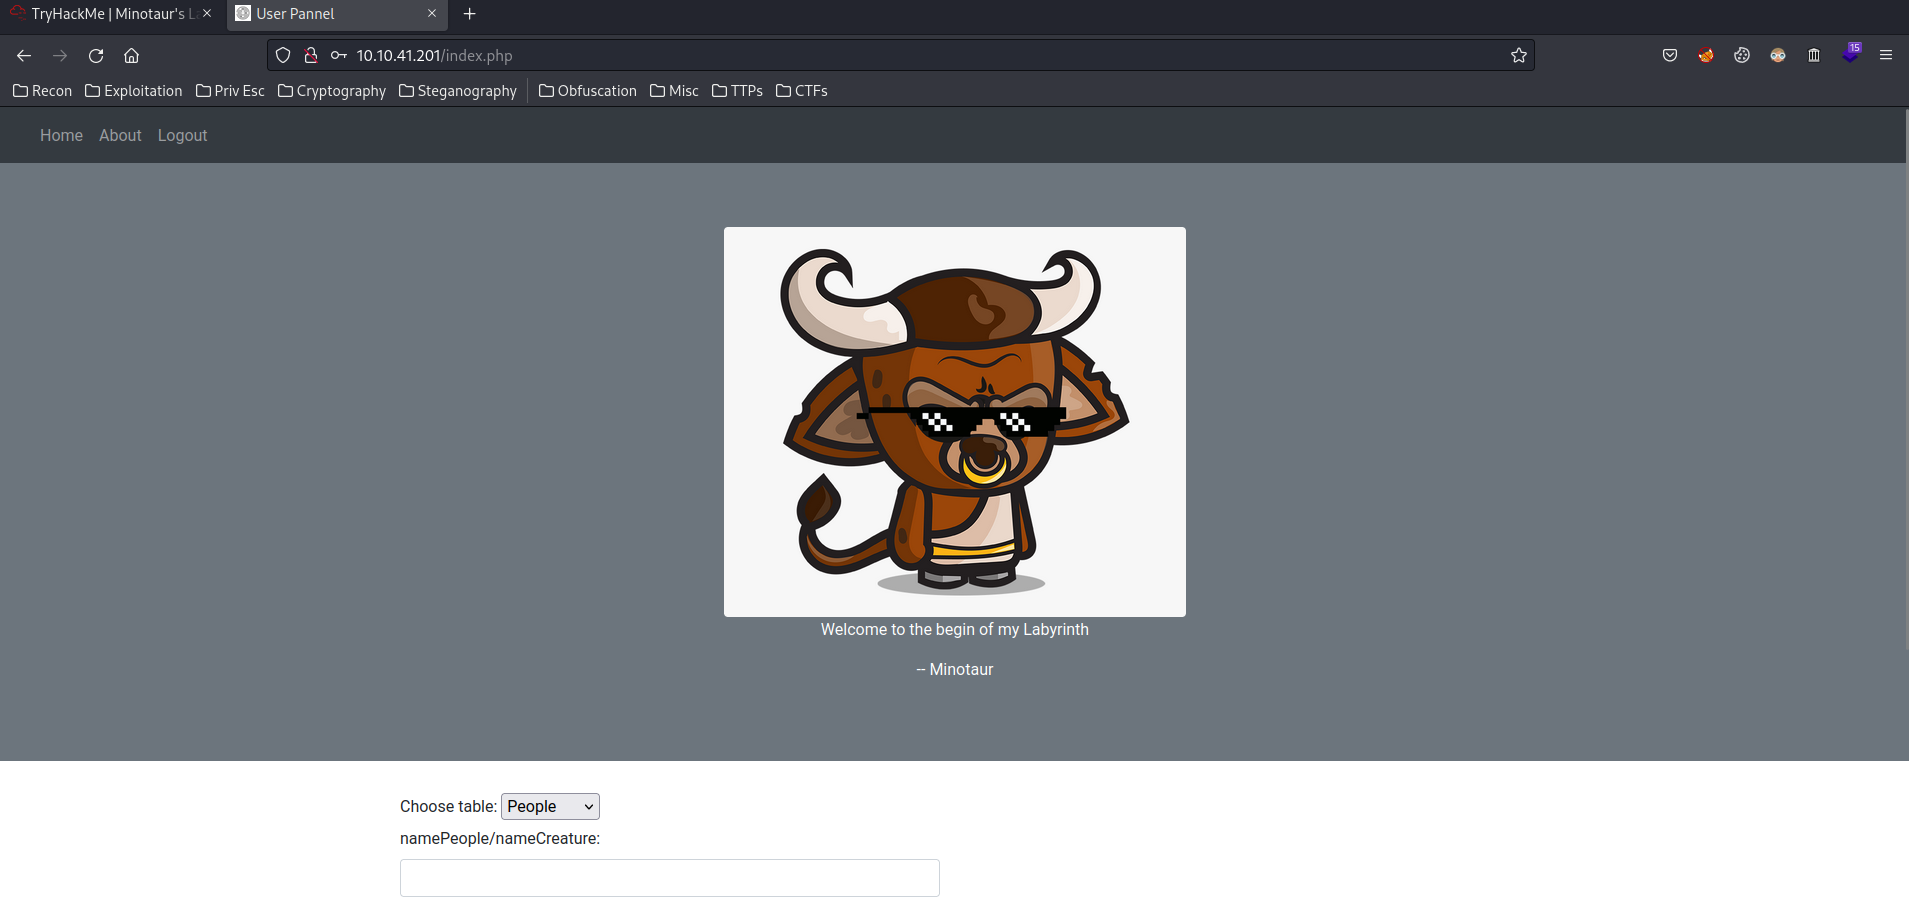 TryHackMe | Minotaur's La
User Pannel
10.10.41.201/index.php
15
Recon Exploitation Priv Esc Cryptography Steganography Obfuscation Misc TTPs CTFs
Home About Logout
Welcome to the begin of my Labyrinth
-- Minotaur
Choose table: People
namePeople/nameCreature: